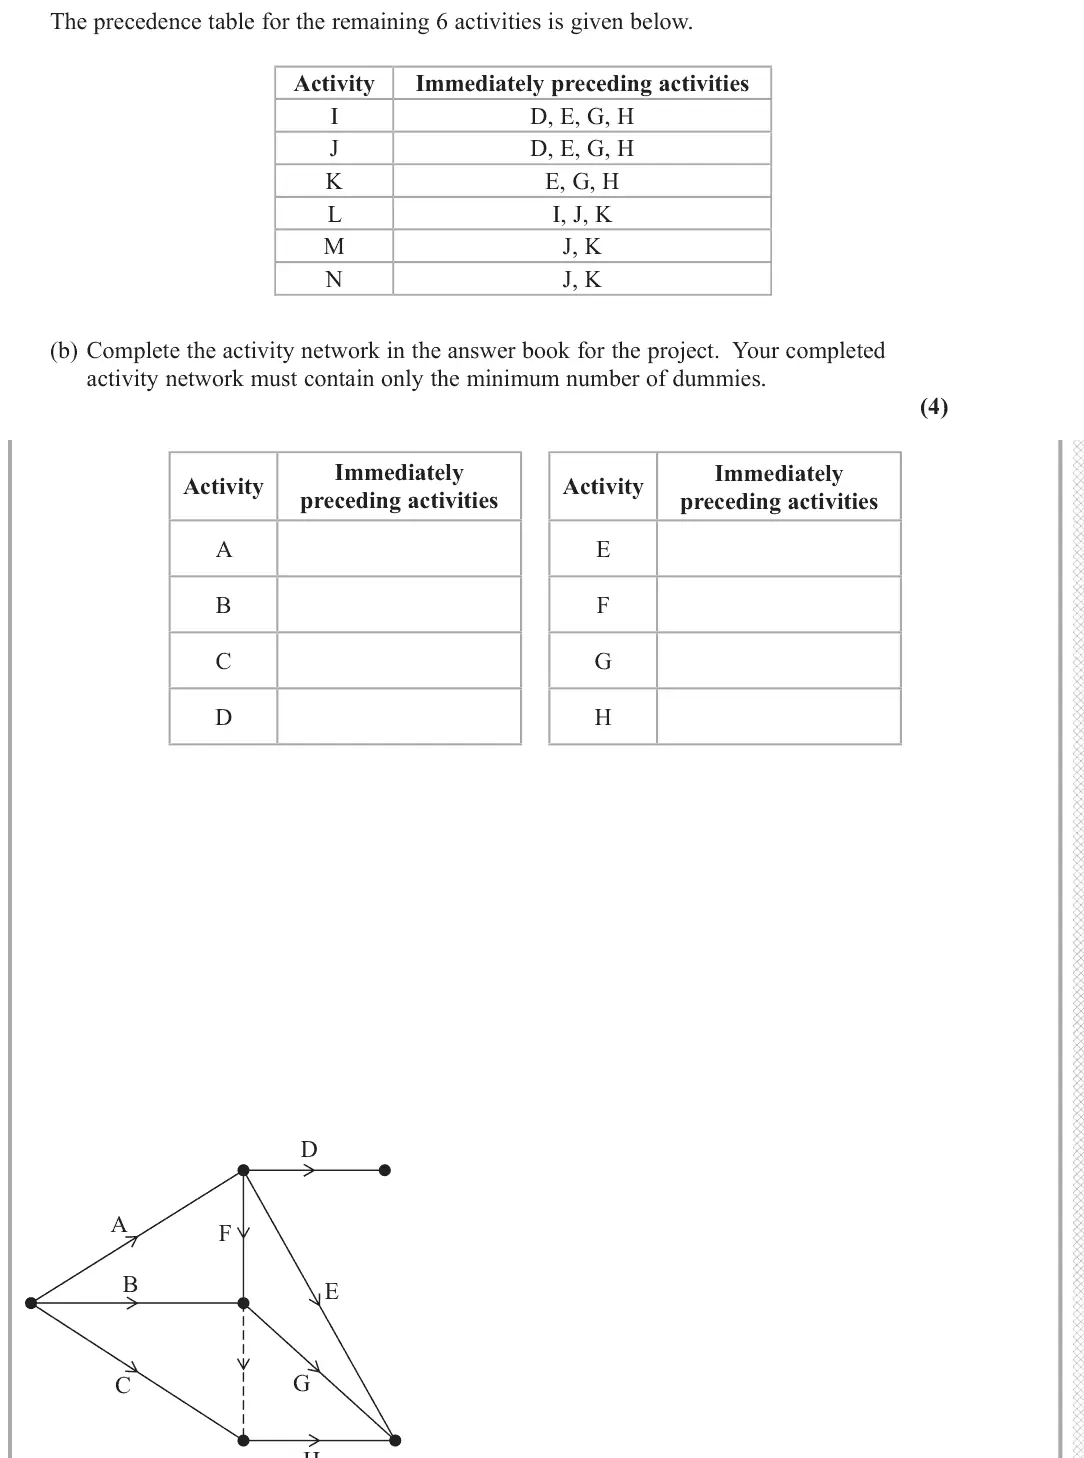 The precedence table for the remaining 6 activities is given below.
Activity Immediately preceding activities
I D, E, G, H
J D, E, G, H
K E, G, H
L I, J, K
M J, K
N J, K
(b) Complete the activity network in the answer book for the project. Your completed
activity network must contain only the minimum number of dummies.
(4)
Activity Immediately preceding activities Activity Immediately preceding activities
A E
B F
C G
D H
D
A
F
B
E
C
G
H